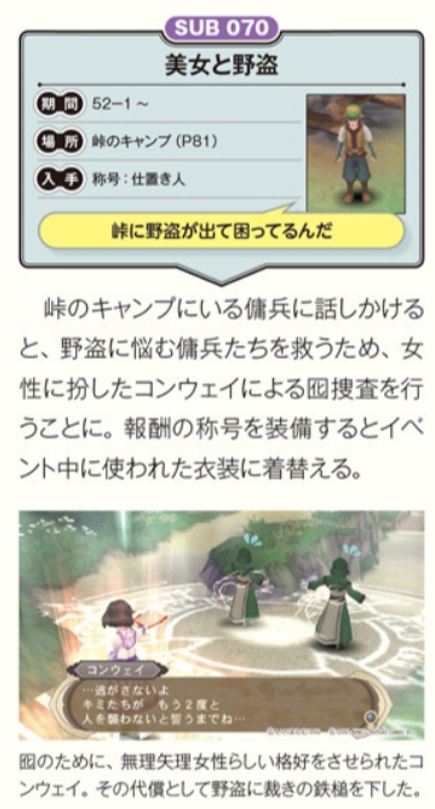 SUB 070
美女と野盗
期間 52−1 〜
場所 峠のキャンプ(P81)
入手 称号:仕置き人
峠に野盗が出て困ってるんだ
峠のキャンプにいる傭兵に話しかける
と、野盗に悩む傭兵たちを救うため、女
性に扮したコンウェイによる囮捜査を行
うことに。報酬の称号を装備するとイベ
ント中に使われた衣装に着替える。
コンウェイ
…逃がさないよ
キミたちが もう2度と
人を襲わないと誓うまでね…
囮のために、無理矢理女性らしい格好をさせられたコ
ンウェイ。その代償として野盗に裁きの鉄槌を下した。